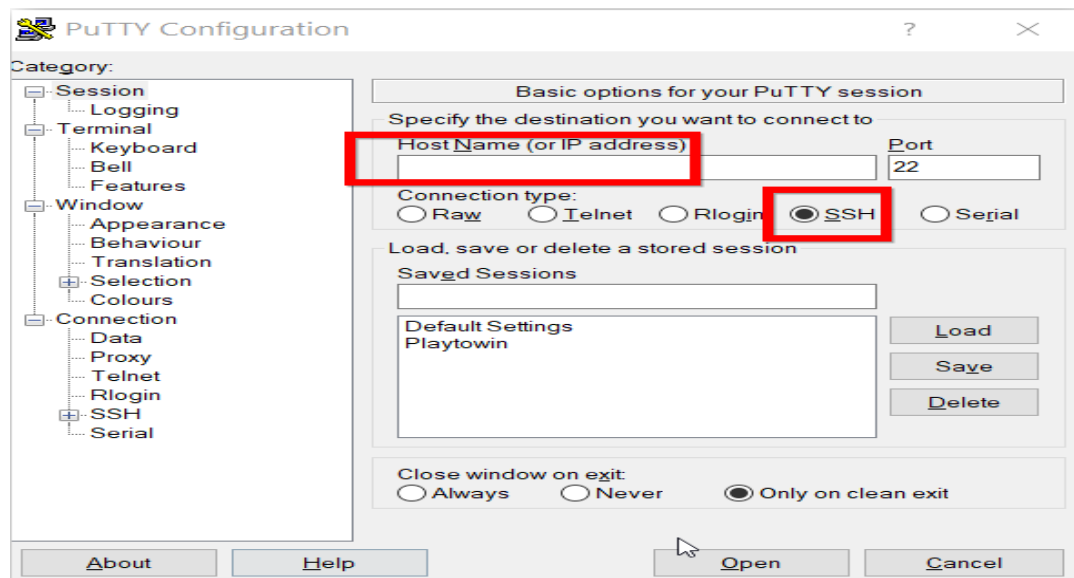 PuTTY Configuration ? ×
Category:
Session
Logging
Terminal
Keyboard
Bell
Features
Window
Appearance
Behaviour
Translation
Selection
Colours
Connection
Data
Proxy
Telnet
Rlogin
SSH
Serial
Basic options for your PuTTY session
Specify the destination you want to connect to
Host Name (or IP address) Port
22
Connection type:
Raw Telnet Rlogin SSH Serial
Load, save or delete a stored session
Saved Sessions
Default Settings
Playtowin
Load
Save
Delete
Close window on exit:
Always Never Only on clean exit
About Help Open Cancel